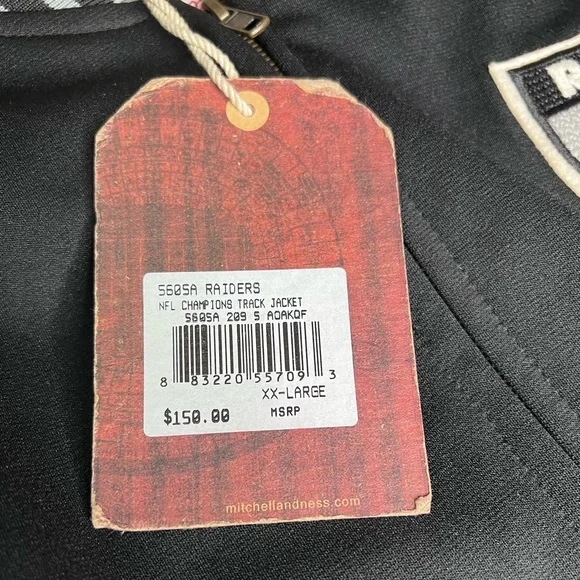 5605A RAIDERS
NFL CHAMPIONS TRACK JACKET
5605A 209 5 AOAKQF
8 83220 55709 3
XX-LARGE
$150.00 MSRP
mitchellandness.com